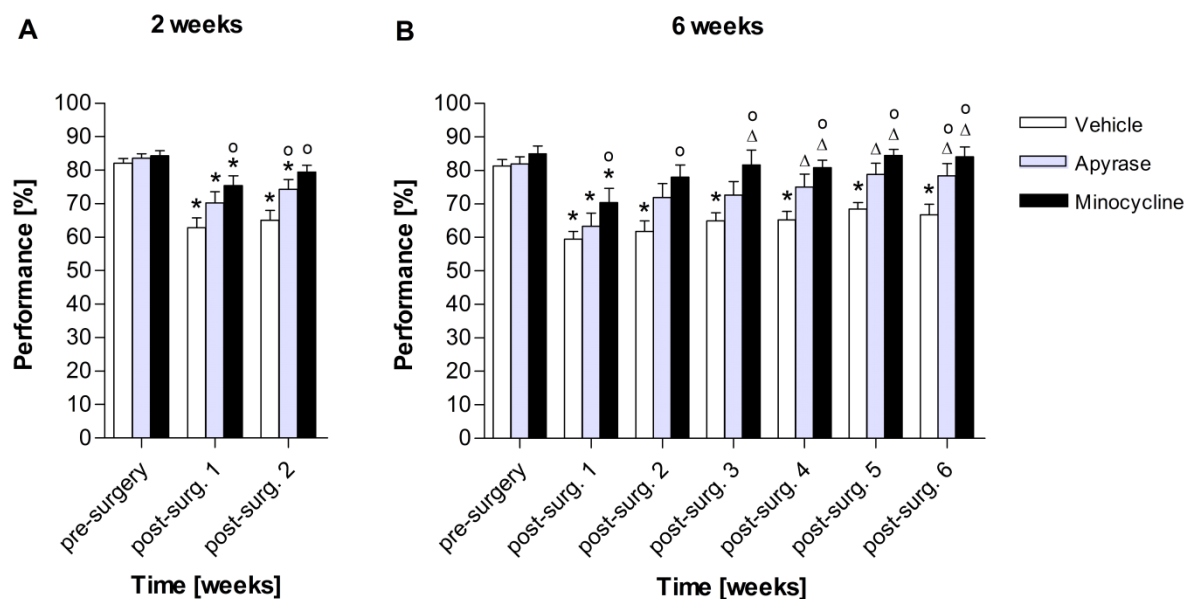 A
2 weeks
B
6 weeks
Performance [%]
100
90
80
70
60
50
40
30
20
10
0
* * * o
* * o o
pre-surgery
post-surg. 1
post-surg. 2
Time [weeks]
Performance [%]
100
90
80
70
60
50
40
30
20
10
0
* * * o
* o
* Δ o
* Δ Δ o
* Δ Δ o
* Δ o Δ o
pre-surgery
post-surg. 1
post-surg. 2
post-surg. 3
post-surg. 4
post-surg. 5
post-surg. 6
Time [weeks]
Vehicle
Apyrase
Minocycline